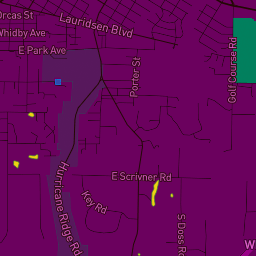 Orcas St
Lauridsen Blvd
Whidby Ave
E Park Ave
Porter St
Golf Course Rd
E Scrivner Rd
Hurricane Ridge Rd
Key Rd
S Doss Rd
W